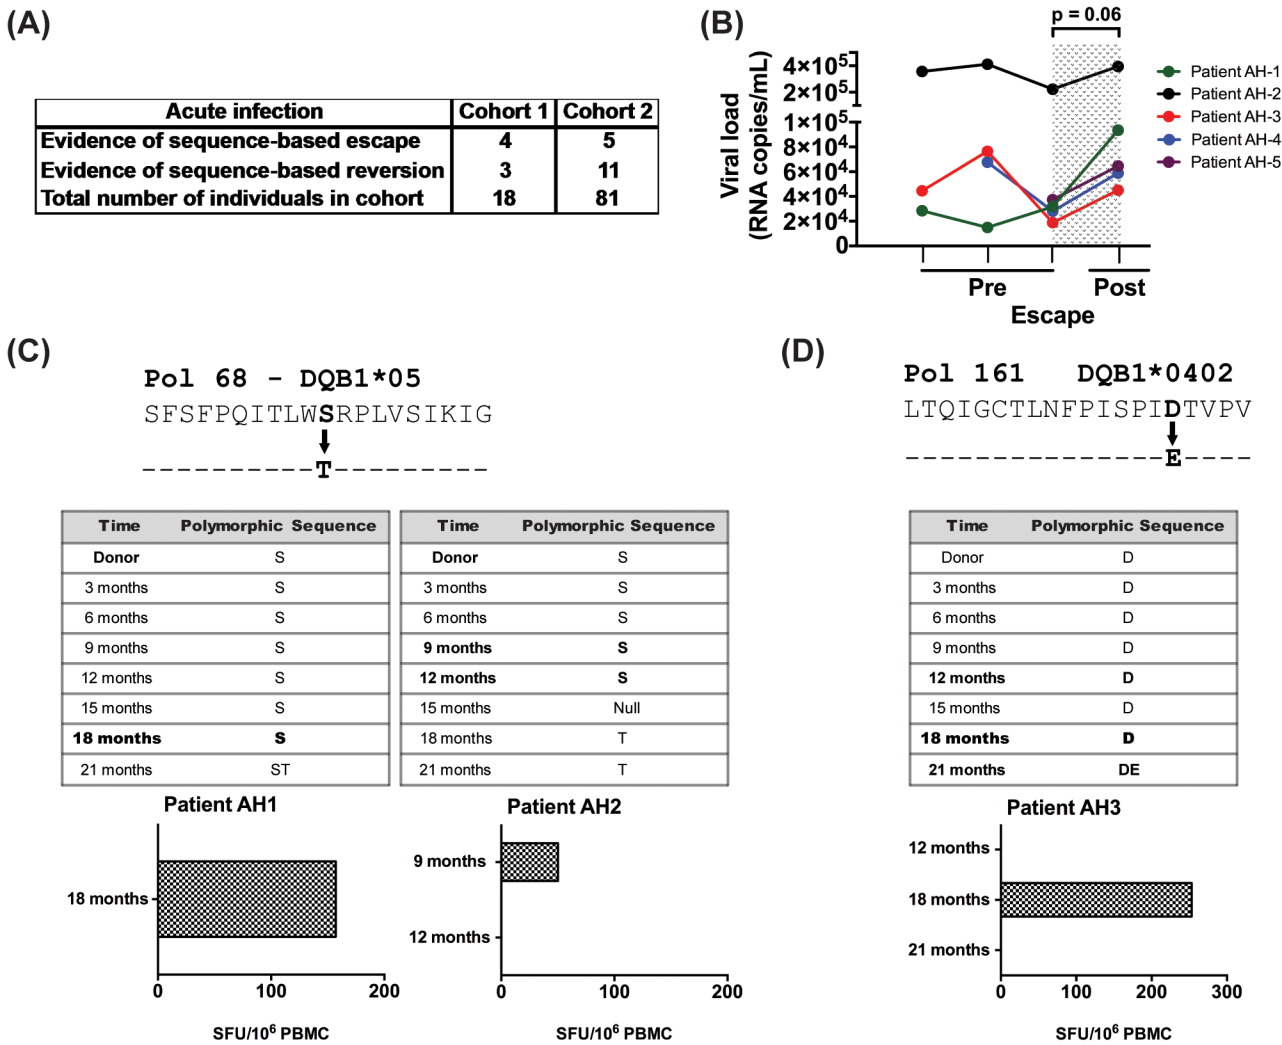 (A)
Acute infection Cohort 1 Cohort 2
Evidence of sequence-based escape 4 5
Evidence of sequence-based reversion 3 11
Total number of individuals in cohort 18 81
(B)
p = 0.06
Viral load
(RNA copies/mL)
4×10⁵
2×10⁵
1×10⁵
8×10⁴
6×10⁴
4×10⁴
2×10⁴
0
Pre Post
Escape
Patient AH-1
Patient AH-2
Patient AH-3
Patient AH-4
Patient AH-5
(C)
Pol 68 - DQB1*05
SFSFPQITLWSRPLVSIKIG
----------T---------
Time Polymorphic Sequence
Donor S
3 months S
6 months S
9 months S
12 months S
15 months S
18 months S
21 months ST
Patient AH1
18 months
0 100 200
SFU/10⁶ PBMC
Time Polymorphic Sequence
Donor S
3 months S
6 months S
9 months S
12 months S
15 months Null
18 months T
21 months T
Patient AH2
9 months
12 months
0 100 200
SFU/10⁶ PBMC
(D)
Pol 161 DQB1*0402
LTQIGCTLNFPISPIDTVPV
---------------E----
Time Polymorphic Sequence
Donor D
3 months D
6 months D
9 months D
12 months D
15 months D
18 months D
21 months DE
Patient AH3
12 months
18 months
21 months
0 100 200 300
SFU/10⁶ PBMC